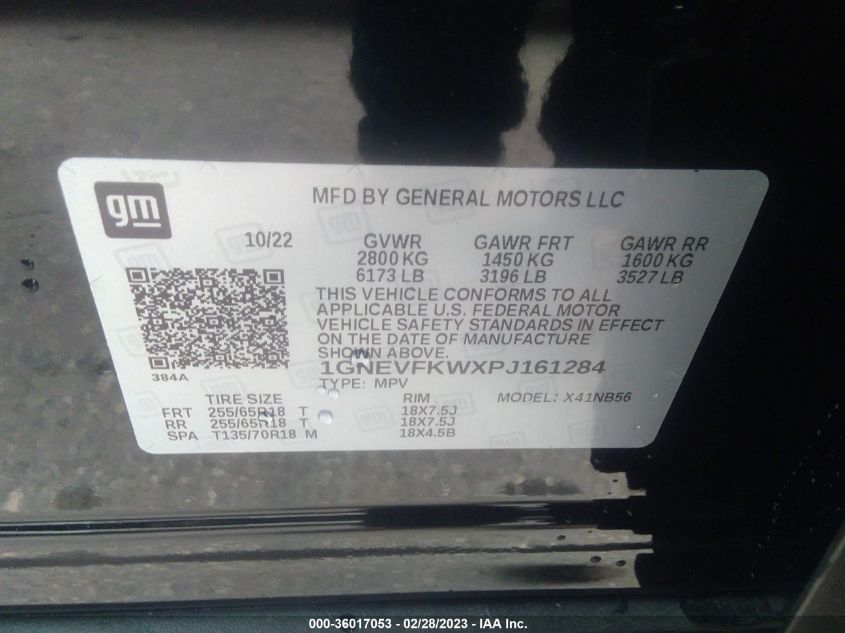 gm
MFD BY GENERAL MOTORS LLC
10/22 GVWR GAWR FRT GAWR RR
2800 KG 1450 KG 1600 KG
6173 LB 3196 LB 3527 LB
THIS VEHICLE CONFORMS TO ALL
APPLICABLE U.S. FEDERAL MOTOR
VEHICLE SAFETY STANDARDS IN EFFECT
ON THE DATE OF MANUFACTURE
SHOWN ABOVE.
384A
1GNEVFKWXPJ161284
TYPE: MPV
TIRE SIZE RIM MODEL: X41NB56
FRT 255/65R18 T 18X7.5J
RR 255/65R18 T 18X7.5J
SPA T135/70R18 M 18X4.5B
000-36017053 - 02/28/2023 - IAA Inc.